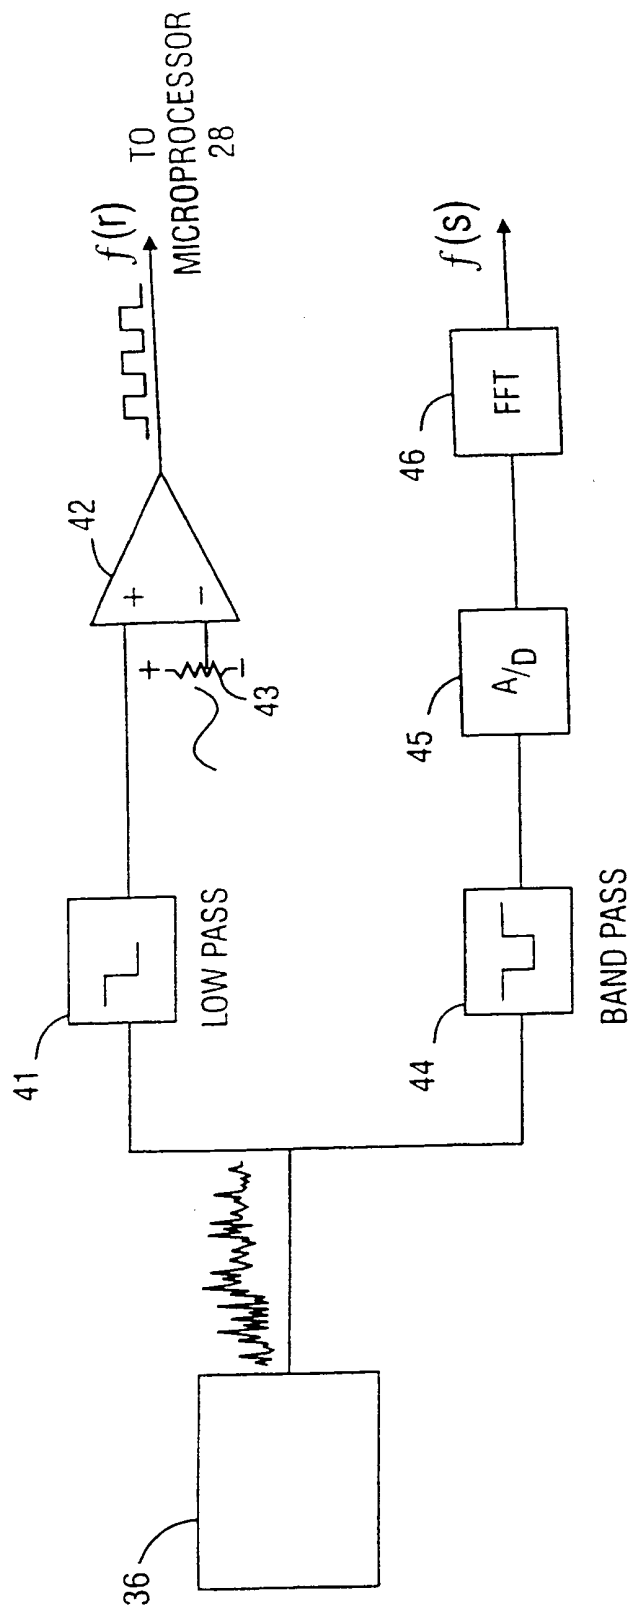 36
41
LOW PASS
42
+
−
+
−
43
f(r)
TO
MICROPROCESSOR
28
44
BAND PASS
45
A/D
46
FFT
f(s)